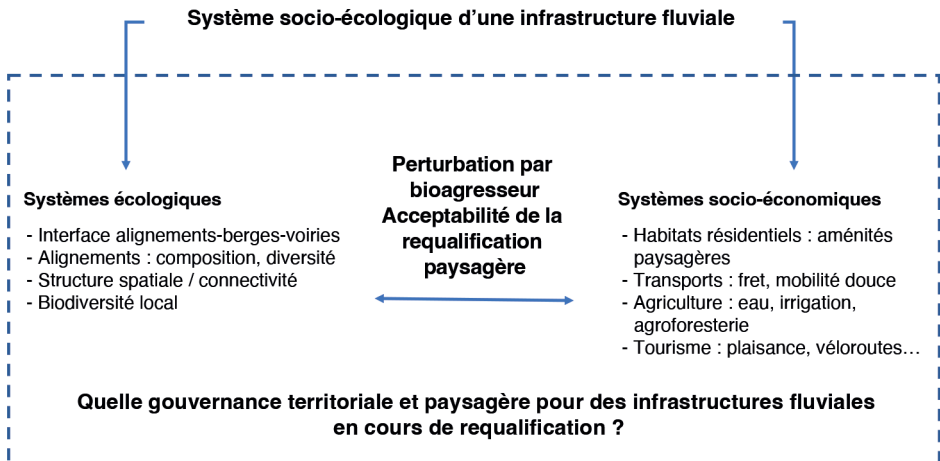 Système socio-écologique d'une infrastructure fluviale
Perturbation par
bioagresseur
Acceptabilité de la
requalification
paysagère
Systèmes écologiques
- Interface alignements-berges-voiries
- Alignements : composition, diversité
- Structure spatiale / connectivité
- Biodiversité local
Systèmes socio-économiques
- Habitats résidentiels : aménités
paysagères
- Transports : fret, mobilité douce
- Agriculture : eau, irrigation,
agroforesterie
- Tourisme : plaisance, véloroutes…
Quelle gouvernance territoriale et paysagère pour des infrastructures fluviales
en cours de requalification ?